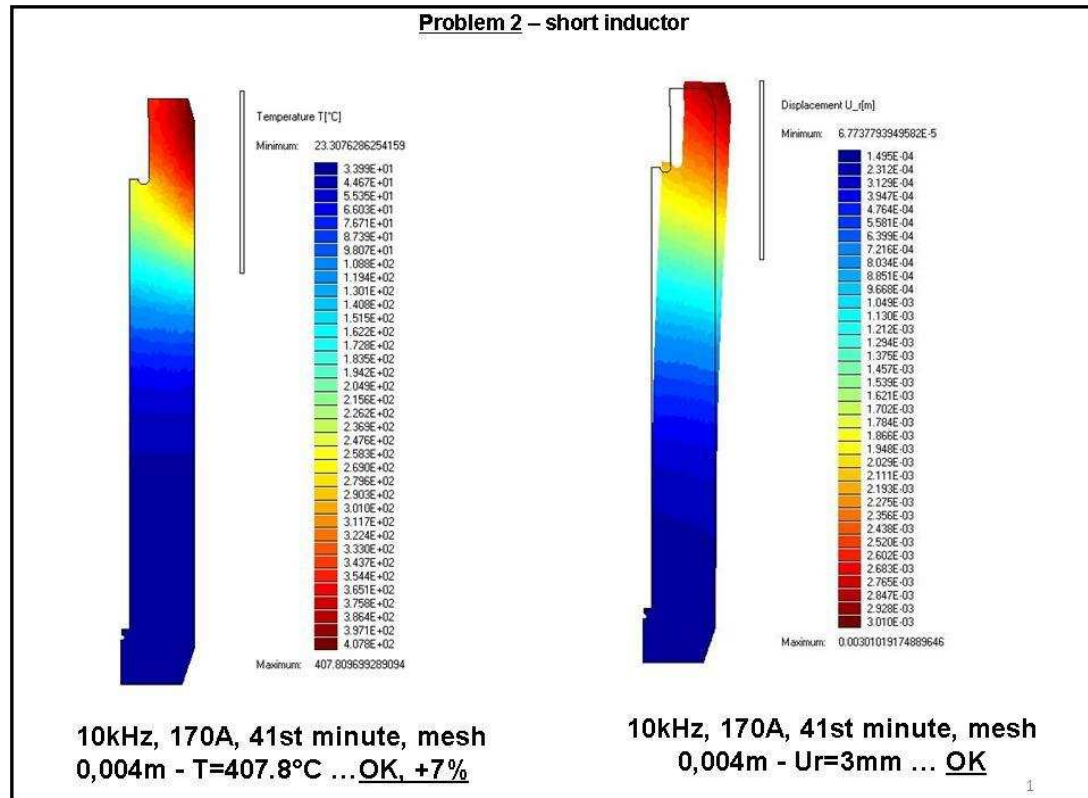 Problem 2 – short inductor
Temperature T[°C]
Minimum: 23.3076286254159
3.399E+01
4.467E+01
5.535E+01
6.603E+01
7.671E+01
8.739E+01
9.807E+01
1.088E+02
1.194E+02
1.301E+02
1.408E+02
1.515E+02
1.622E+02
1.728E+02
1.835E+02
1.942E+02
2.049E+02
2.156E+02
2.262E+02
2.369E+02
2.476E+02
2.583E+02
2.690E+02
2.796E+02
2.903E+02
3.010E+02
3.117E+02
3.224E+02
3.330E+02
3.437E+02
3.544E+02
3.651E+02
3.758E+02
3.864E+02
3.971E+02
4.078E+02
Maximum: 407.809699289094
Displacement U_r[m]
Minimum: 6.7737793949582E-5
1.495E-04
2.312E-04
3.129E-04
3.947E-04
4.764E-04
5.581E-04
6.399E-04
7.216E-04
8.034E-04
8.851E-04
9.668E-04
1.049E-03
1.130E-03
1.212E-03
1.294E-03
1.375E-03
1.457E-03
1.539E-03
1.621E-03
1.702E-03
1.784E-03
1.866E-03
1.948E-03
2.029E-03
2.111E-03
2.193E-03
2.275E-03
2.356E-03
2.438E-03
2.520E-03
2.602E-03
2.683E-03
2.765E-03
2.847E-03
2.928E-03
3.010E-03
Maximum: 0.00301019174889646
10kHz, 170A, 41st minute, mesh
0,004m - T=407.8°C ...OK, +7%
10kHz, 170A, 41st minute, mesh
0,004m - Ur=3mm ... OK
1